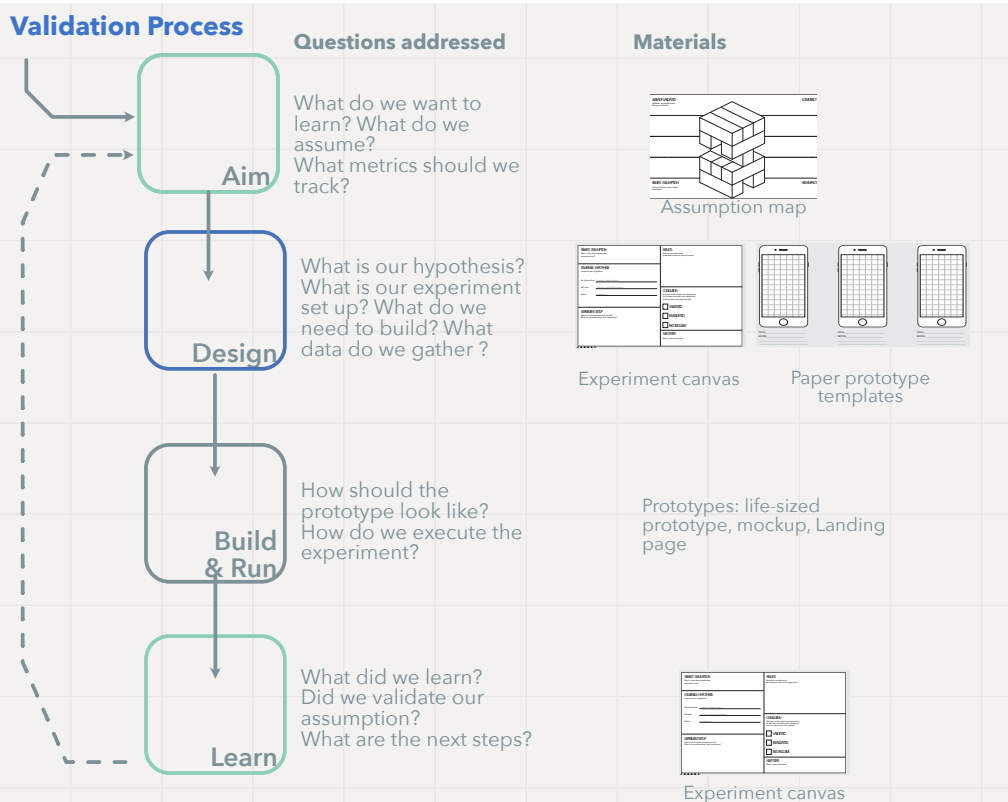 Validation Process
Questions addressed
Materials
What do we want to
learn? What do we
assume?
What metrics should we
track?
Aim
Assumption map
What is our hypothesis?
What is our experiment
set up? What do we
need to build? What
data do we gather ?
Design
Experiment canvas
Paper prototype
templates
How should the
prototype look like?
How do we execute the
experiment?
Build
& Run
Prototypes: life-sized
prototype, mockup, Landing
page
What did we learn?
Did we validate our
assumption?
What are the next steps?
Learn
Experiment canvas